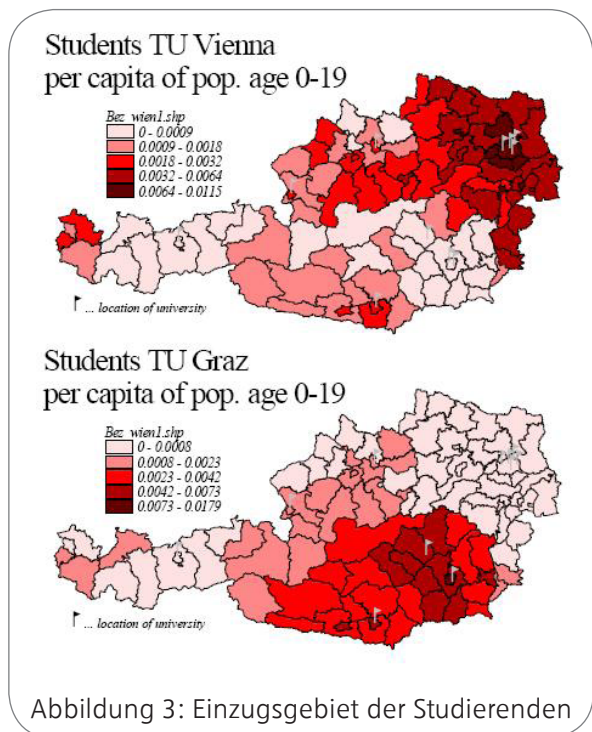 Students TU Vienna
per capita of pop. age 0-19
Bez_wien1.shp
0 - 0.0009
0.0009 - 0.0018
0.0018 - 0.0032
0.0032 - 0.0064
0.0064 - 0.0115
... location of university
Students TU Graz
per capita of pop. age 0-19
Bez_wien1.shp
0 - 0.0008
0.0008 - 0.0023
0.0023 - 0.0042
0.0042 - 0.0073
0.0073 - 0.0179
... location of university
Abbildung 3: Einzugsgebiet der Studierenden